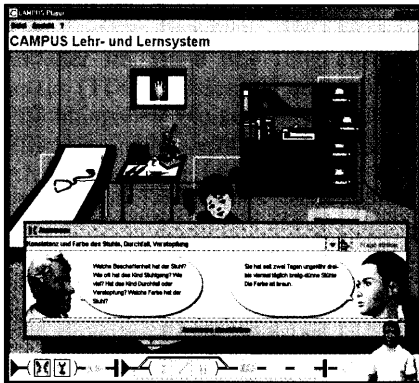 CAMPUS Player
CAMPUS Lehr- und Lernsystem
Anamnese
Konsistenz und Farbe des Stuhls, Durchfall, Verstopfung
Welche Beschaffenheit hat der Stuhl?
Wie oft hat das Kind Stuhlgang? Wie
viel? Hat das Kind Durchfall oder
Verstopfung? Welche Farbe hat der
Stuhl?
Sie hat seit zwei Tagen ungefähr drei-
bis viermal täglich breiig-dünne Stühle
Die Farbe ist braun.